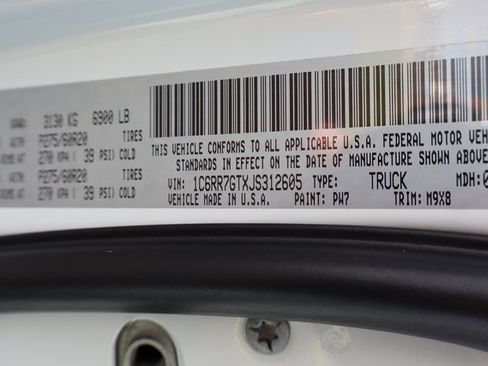 3130 KG 6900 LB
P275/60R20 TIRES
270 KPA ( 39 PSI) COLD
P275/60R20 TIRES
270 KPA ( 39 PSI) COLD
THIS VEHICLE CONFORMS TO ALL APPLICABLE U.S.A. FEDERAL MOTOR VEH
STANDARDS IN EFFECT ON THE DATE OF MANUFACTURE SHOWN ABOVE
VIN: 1C6RR7GTXJS312605 TYPE: TRUCK MDH:0
VEHICLE MADE IN U.S.A. PAINT: PW7 TRIM: M9X8